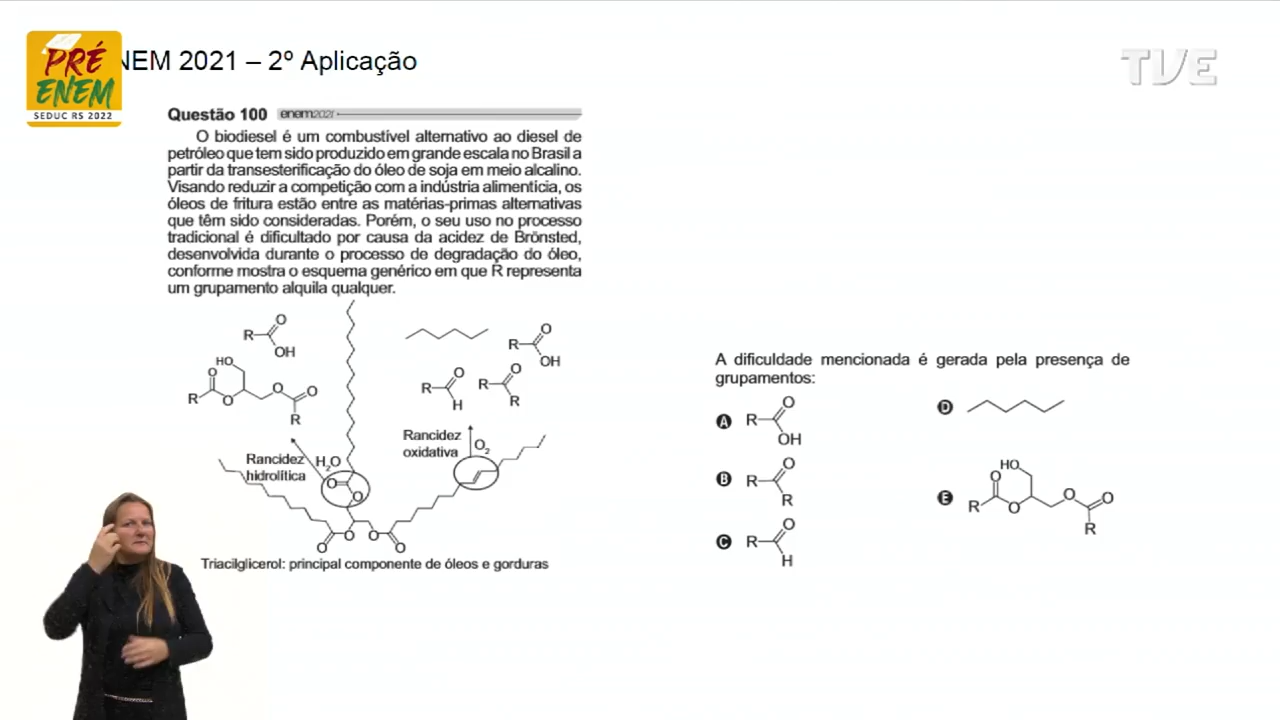 PRÉ
ENEM
SEDUC RS 2022
NEM 2021 – 2º Aplicação
TVE
Questão 100 enem2021
O biodiesel é um combustível alternativo ao diesel de
petróleo que tem sido produzido em grande escala no Brasil a
partir da transesterificação do óleo de soja em meio alcalino.
Visando reduzir a competição com a indústria alimentícia, os
óleos de fritura estão entre as matérias-primas alternativas
que têm sido consideradas. Porém, o seu uso no processo
tradicional é dificultado por causa da acidez de Brönsted,
desenvolvida durante o processo de degradação do óleo,
conforme mostra o esquema genérico em que R representa
um grupamento alquila qualquer.
R O OH
R O OH
HO O R O O O R
R O H
R O R
Rancidez
hidrolítica
H2O
Rancidez
oxidativa
O2
O O
O O O O
Triacilglicerol: principal componente de óleos e gorduras
A dificuldade mencionada é gerada pela presença de
grupamentos:
A R O OH
B R O R
C R O H
D
E HO O R O O O R